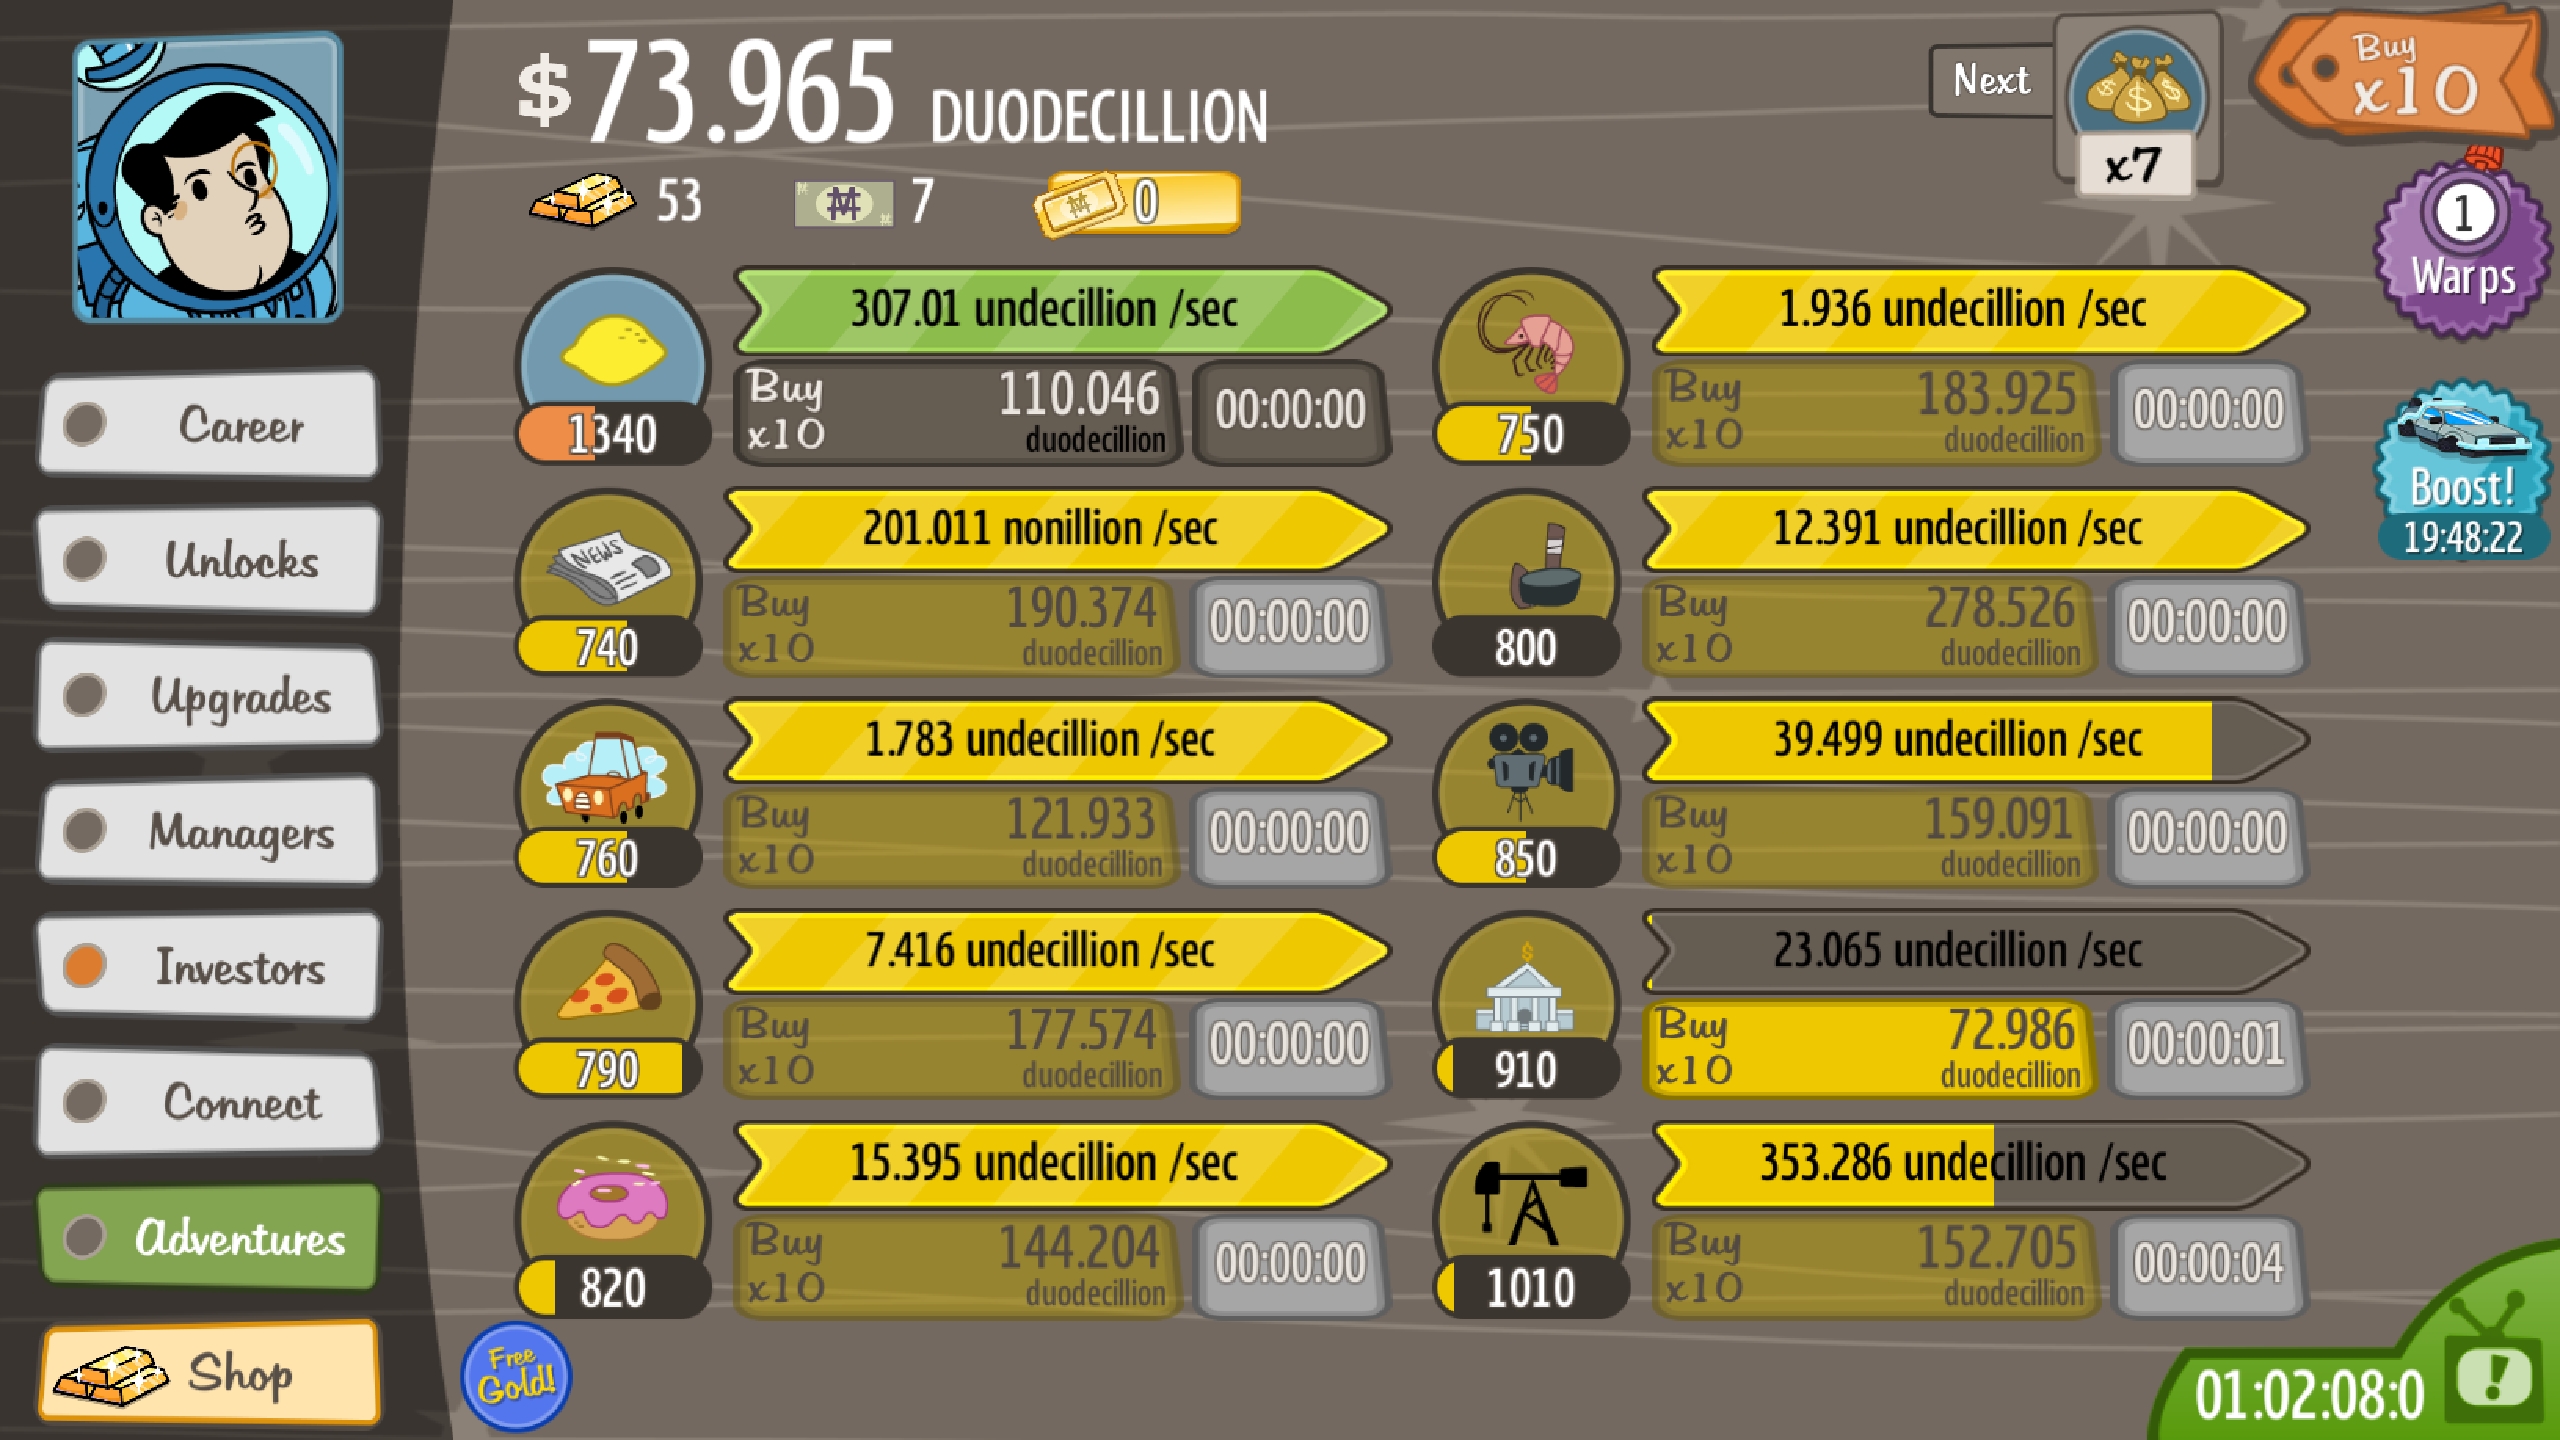 $73.965 DUODECILLION
53
7
0
Next
x7
Buy
x10
1
Warps
Boost!
19:48:22
Career
Unlocks
Upgrades
Managers
Investors
Connect
Adventures
Shop
307.01 undecillion /sec
1340
Buy
x10
110.046
duodecillion
00:00:00
1.936 undecillion /sec
750
Buy
x10
183.925
duodecillion
00:00:00
201.011 nonillion /sec
NEWS
740
Buy
x10
190.374
duodecillion
00:00:00
12.391 undecillion /sec
800
Buy
x10
278.526
duodecillion
00:00:00
1.783 undecillion /sec
760
Buy
x10
121.933
duodecillion
00:00:00
39.499 undecillion /sec
850
Buy
x10
159.091
duodecillion
00:00:00
7.416 undecillion /sec
790
Buy
x10
177.574
duodecillion
00:00:00
23.065 undecillion /sec
910
Buy
x10
72.986
duodecillion
00:00:01
15.395 undecillion /sec
820
Buy
x10
144.204
duodecillion
00:00:00
353.286 undecillion /sec
1010
Buy
x10
152.705
duodecillion
00:00:04
Free
Gold!
01:02:08:0
!